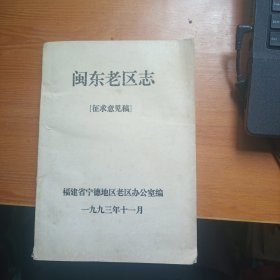 闽东老区志
[征求意见稿]
福建省宁德地区老区办公室编
一九九三年十一月